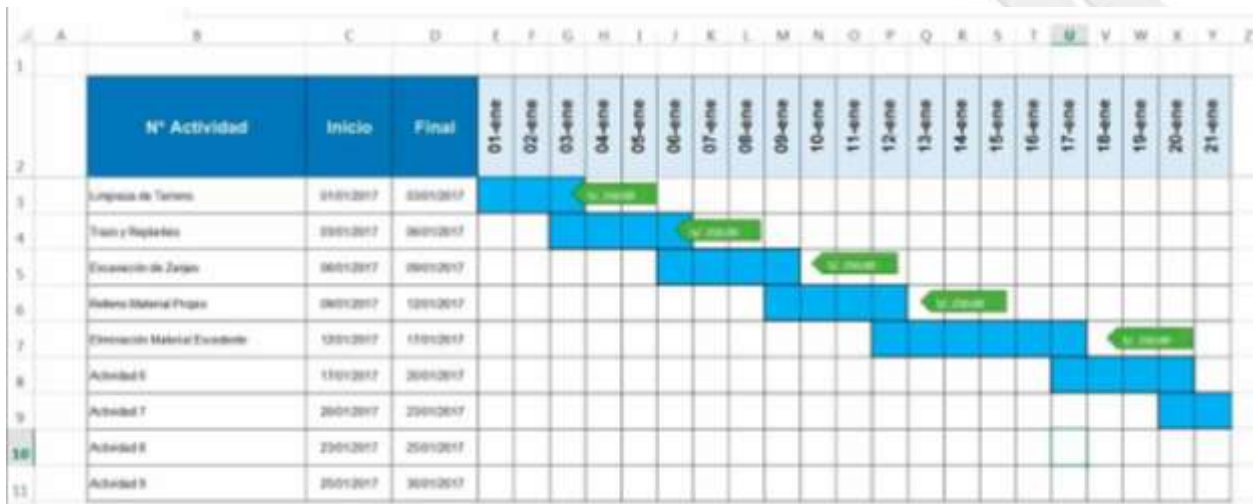 A B C D E F G H I J K L M N O P Q R S T U V W X Y Z
1
2 N° Actividad Inicio Final 01-ene 02-ene 03-ene 04-ene 05-ene 06-ene 07-ene 08-ene 09-ene 10-ene 11-ene 12-ene 13-ene 14-ene 15-ene 16-ene 17-ene 18-ene 19-ene 20-ene 21-ene
3 Limpieza de Terreno 01/01/2017 03/01/2017
4 Trazo y Replanteo 03/01/2017 06/01/2017
5 Excavación de Zanjas 06/01/2017 09/01/2017
6 Relleno Material Propio 09/01/2017 12/01/2017
7 Eliminación Material Excedente 12/01/2017 17/01/2017
8 Actividad 6 17/01/2017 20/01/2017
9 Actividad 7 20/01/2017 23/01/2017
10 Actividad 8 23/01/2017 25/01/2017
11 Actividad 9 25/01/2017 30/01/2017